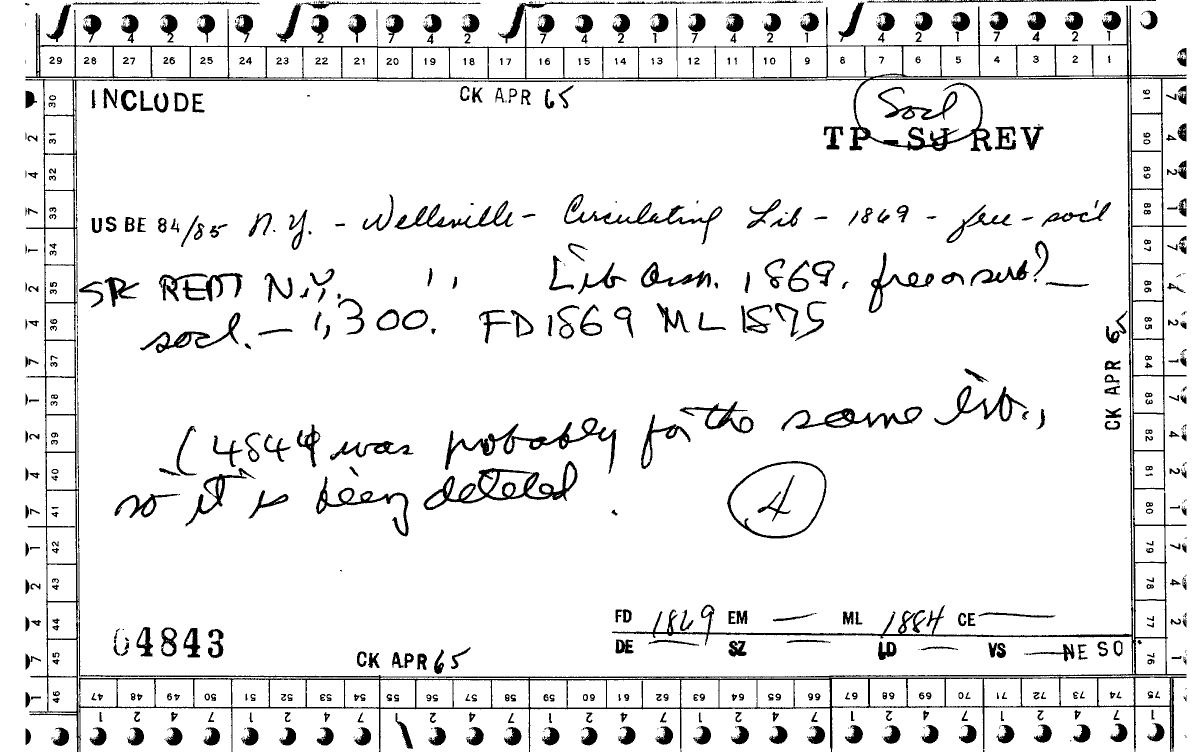 7 4 2 1 7 4 2 1 7 4 2 1 7 4 2 1 7 4 2 1 7 4 2 1 7 4 2 1
29 28 27 26 25 24 23 22 21 20 19 18 17 16 15 14 13 12 11 10 9 8 7 6 5 4 3 2 1
INCLUDE CK APR 65 Socl
TP-SJ REV
US BE 84/85 N.Y. - Wellsville - Circulating Lib - 1869 - free - soc'l
SR REPT N.Y. " Lib Assn. 1869. free or sub? —
socl. — 1,300. FD 1869 ML 1875
CK APR 65
(4844 was probably for the same lib.,
so it is being deteled.
4
FD 1869 EM — ML 1884 CE —
DE — SZ — LD — VS — NE SO
04843
CK APR 65
30 31 32 33 34 35 36 37 38 39 40 41 42 43 44 45 46
91 90 89 88 87 86 85 84 83 82 81 80 79 78 77 76
47 48 49 50 51 52 53 54 55 56 57 58 59 60 61 62 63 64 65 66 67 68 69 70 71 72 73 74 75